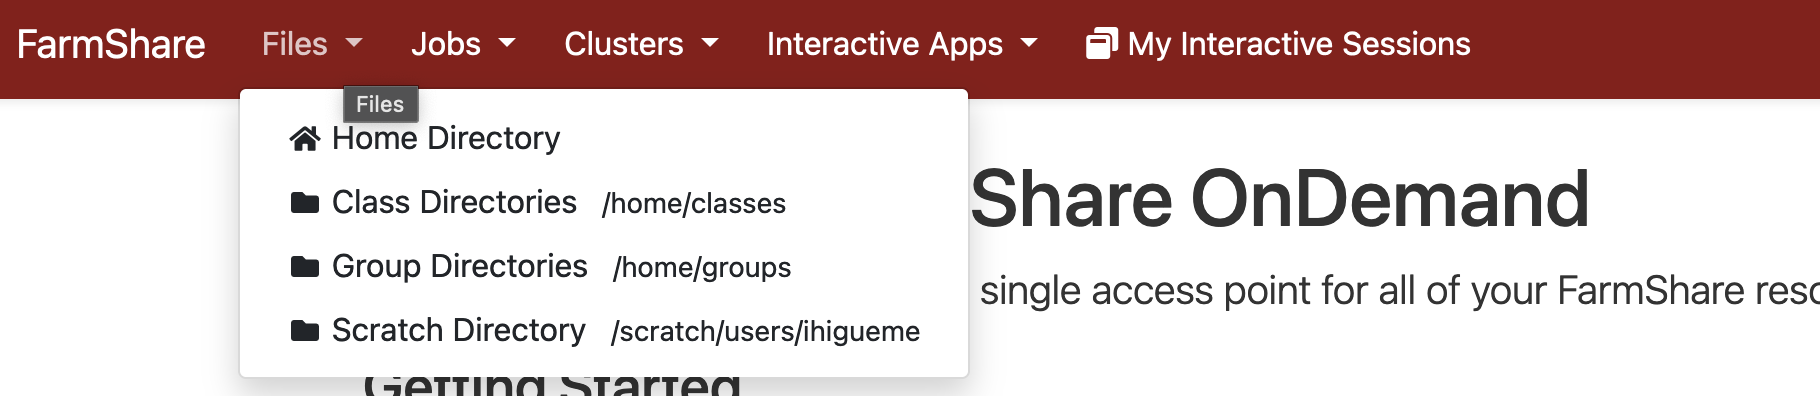 FarmShare Files Jobs Clusters Interactive Apps My Interactive Sessions
Files
Home Directory
Class Directories /home/classes
Group Directories /home/groups
Scratch Directory /scratch/users/ihigueme
Share OnDemand
single access point for all of your FarmShare
Getting Started